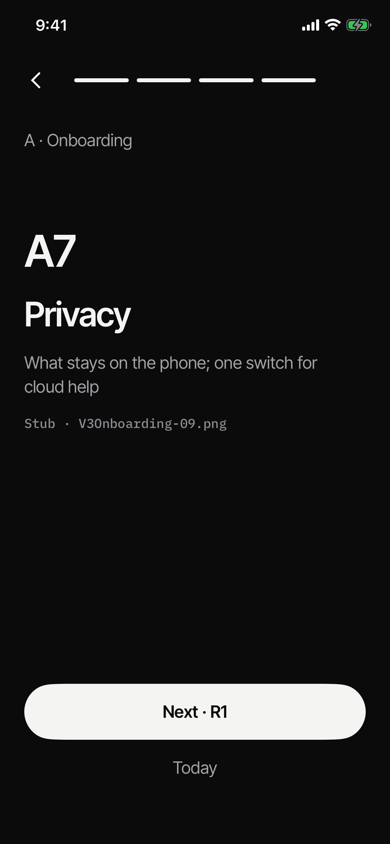 9:41
A · Onboarding
A7
Privacy
What stays on the phone; one switch for
cloud help
Stub · V3Onboarding-09.png
Next · R1
Today